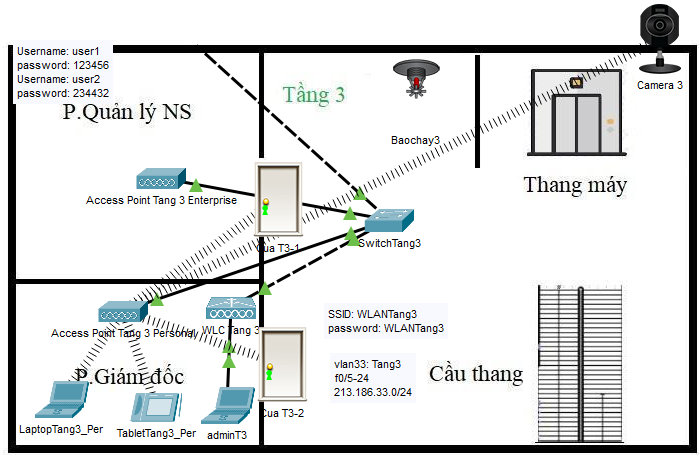 Username: user1
password: 123456
Username: user2
password: 234432
P.Quản lý NS
Tầng 3
Camera 3
Baochay3
Thang máy
Access Point Tang 3 Enterprise
Cua T3-1
SwitchTang3
Access Point Tang 3 Personaly
WLC Tang 3
SSID: WLANTang3
password: WLANTang3
vlan33: Tang3
f0/5-24
213.186.33.0/24
P.Giám đốc
Cầu thang
Cua T3-2
LaptopTang3_Per
TabletTang3_Per
adminT3